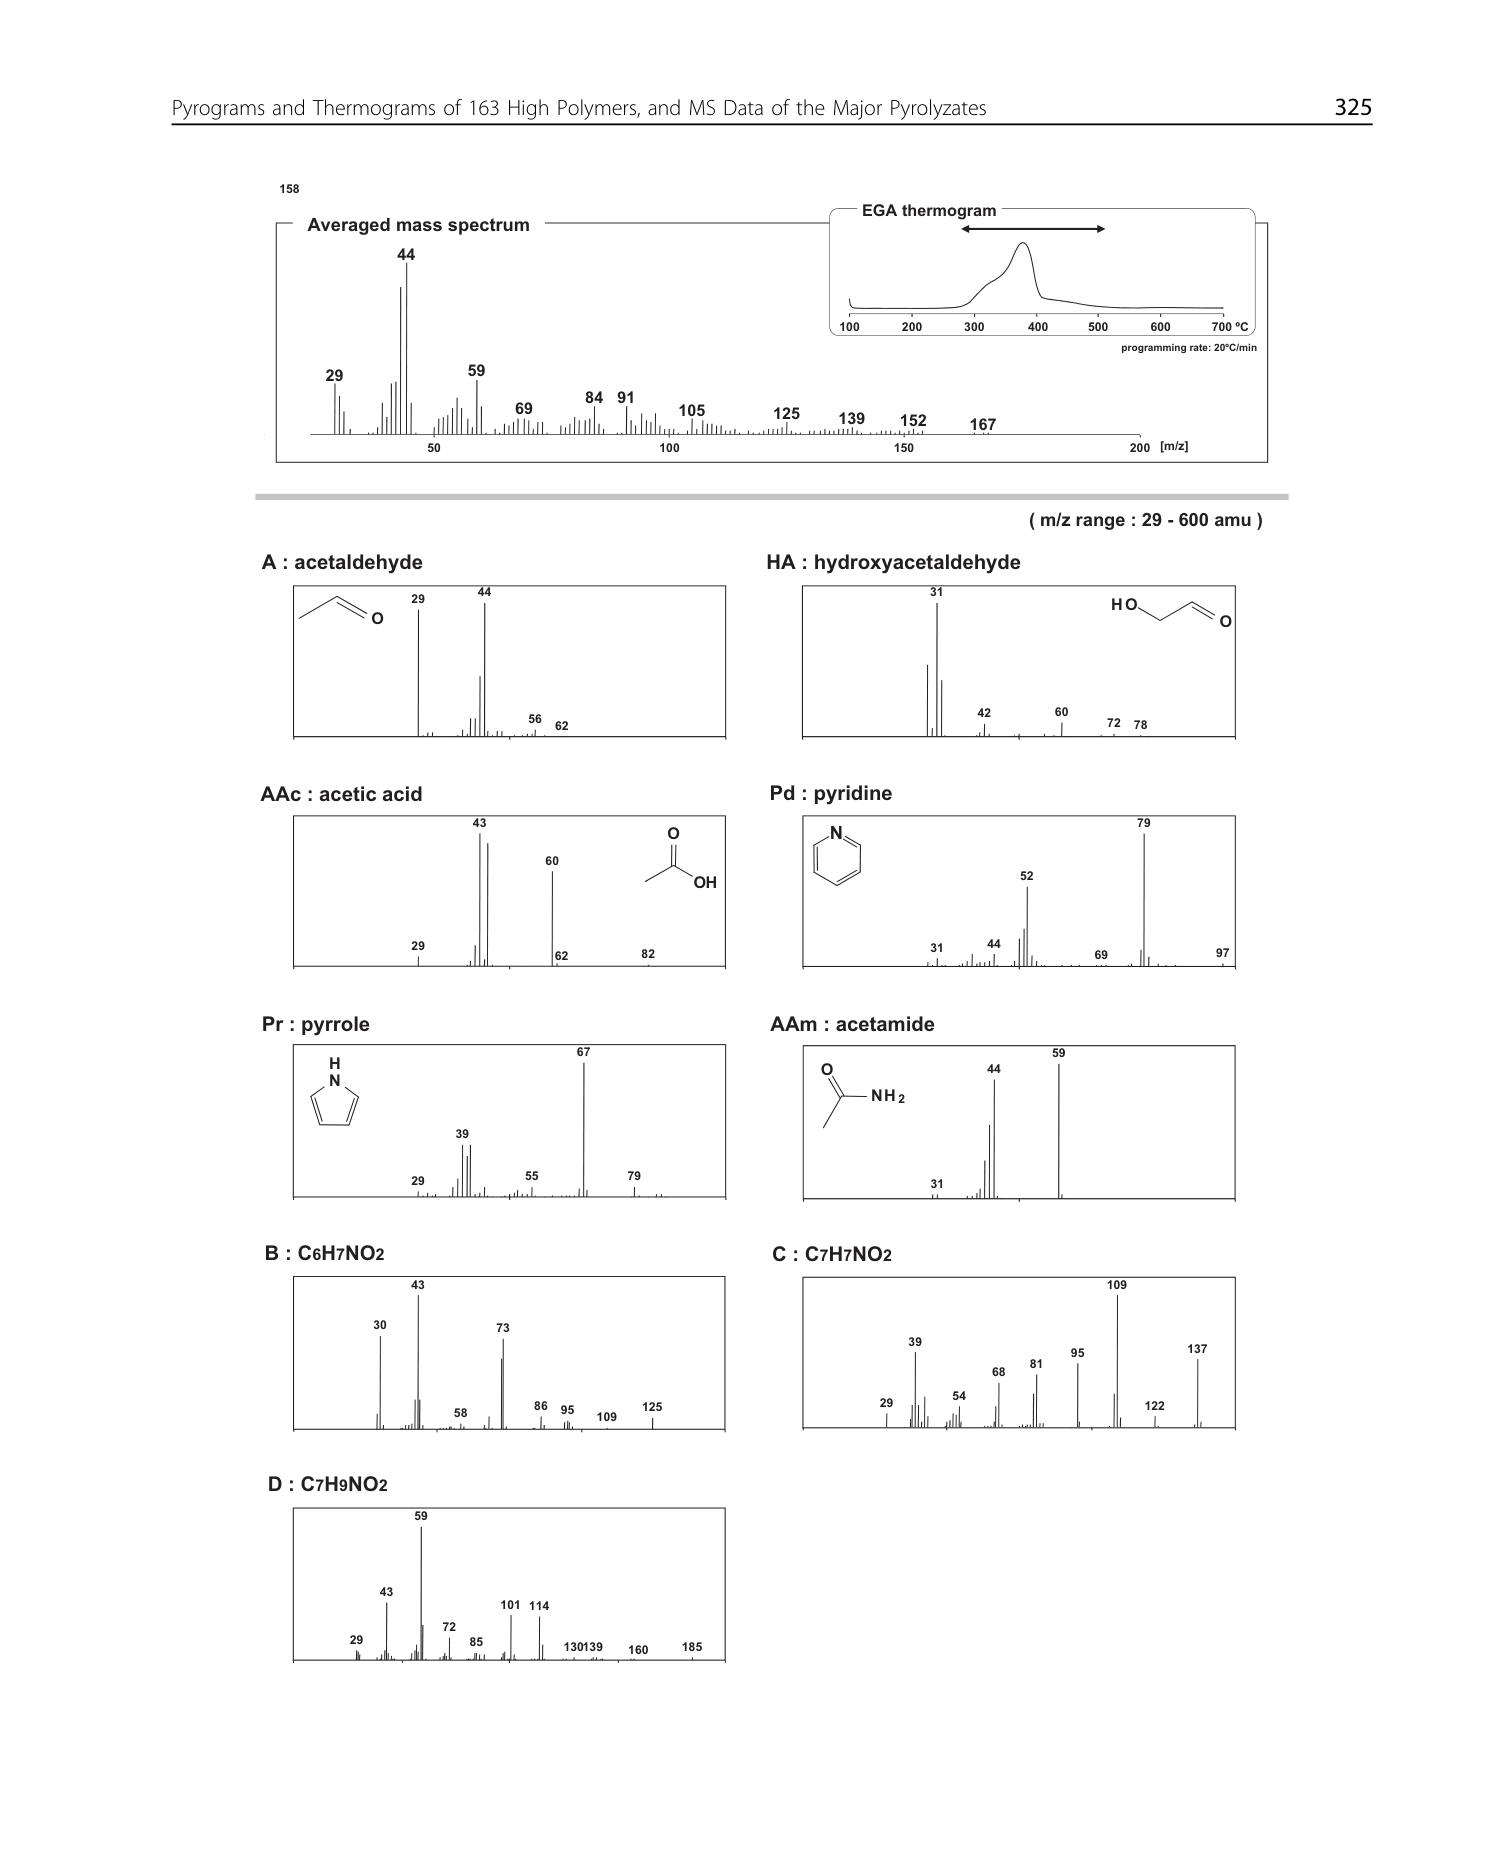 Pyrograms and Thermograms of 163 High Polymers, and MS Data of the Major Pyrolyzates 325
158
Averaged mass spectrum
EGA thermogram
100 200 300 400 500 600 700 ºC
programming rate: 20ºC/min
44
29
59
69
84 91
105
125
139
152
167
50 100 150 200 [m/z]
( m/z range : 29 - 600 amu )
A : acetaldehyde
29 44 56 62
O
HA : hydroxyacetaldehyde
31 42 60 72 78
HO O
AAc : acetic acid
29 43 60 62 82
O
OH
Pd : pyridine
N
31 44 52 69 79 97
Pr : pyrrole
H
N
29 39 55 67 79
AAm : acetamide
O
NH2
31 44 59
B : C6H7NO2
30 43 58 73 86 95 109 125
C : C7H7NO2
29 39 54 68 81 95 109 122 137
D : C7H9NO2
29 43 59 72 85 101 114 130 139 160 185